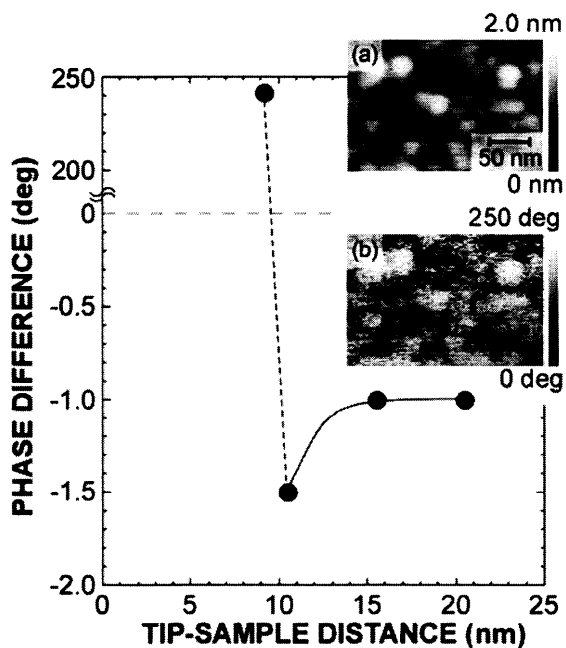 2.0 nm
(a)
50 nm
0 nm
250 deg
(b)
0 deg
PHASE DIFFERENCE (deg)
250
200
0
-0.5
-1.0
-1.5
-2.0
0 5 10 15 20 25
TIP-SAMPLE DISTANCE (nm)